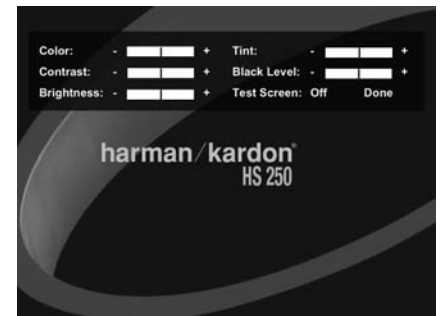 Color: - + Tint: - +
Contrast: - + Black Level: - +
Brightness: - + Test Screen: Off Done
harman/kardon®
HS 250